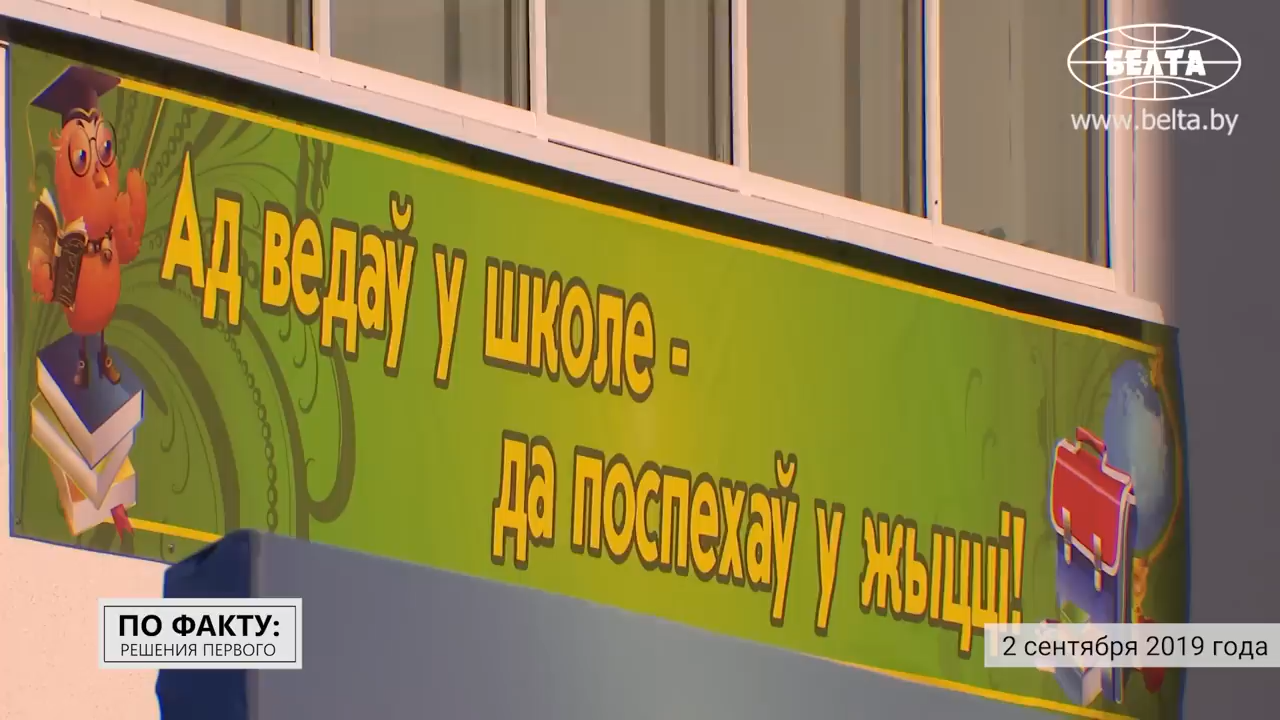 БЕЛТА
www.belta.by
Ад ведаў у школе -
да поспехаў у жыцці!
ПО ФАКТУ:
РЕШЕНИЯ ПЕРВОГО
2 сентября 2019 года